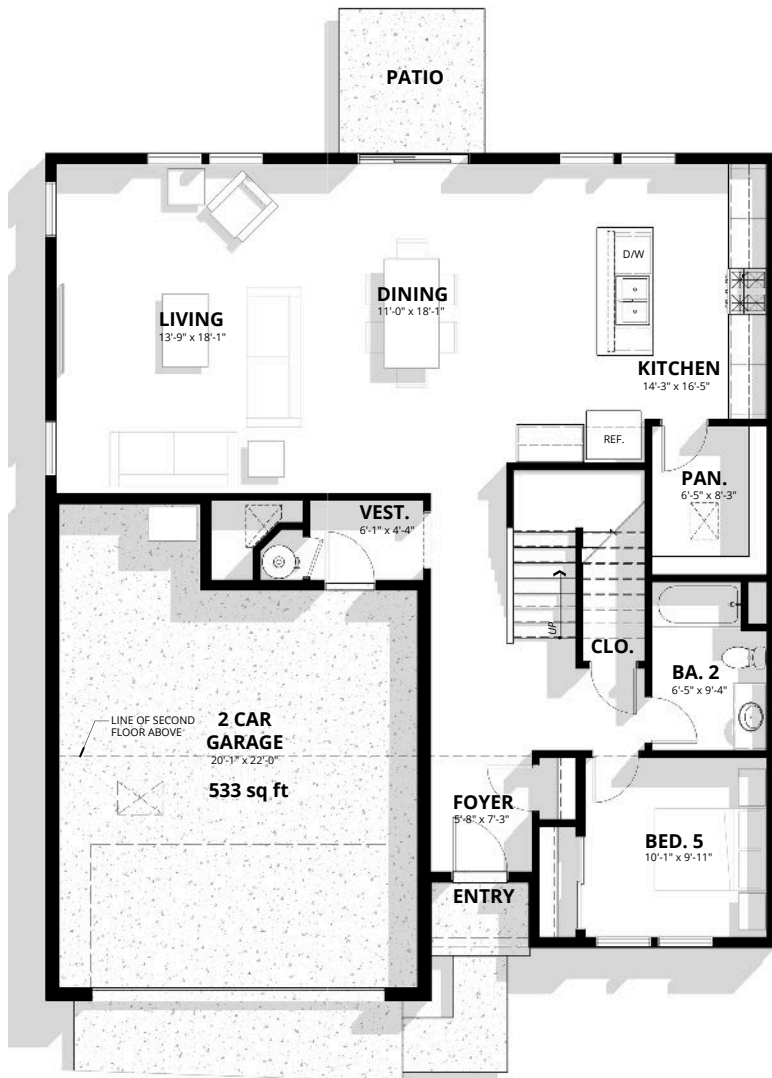 PATIO
D/W
LIVING
13'-9" x 18'-1"
DINING
11'-0" x 18'-1"
KITCHEN
14'-3" x 16'-5"
REF.
PAN.
6'-5" x 8'-3"
VEST.
6'-1" x 4'-4"
UP
CLO.
BA. 2
6'-5" x 9'-4"
LINE OF SECOND
FLOOR ABOVE
2 CAR
GARAGE
20'-1" x 22'-0"
533 sq ft
FOYER
5'-8" x 7'-3"
BED. 5
10'-1" x 9'-11"
ENTRY